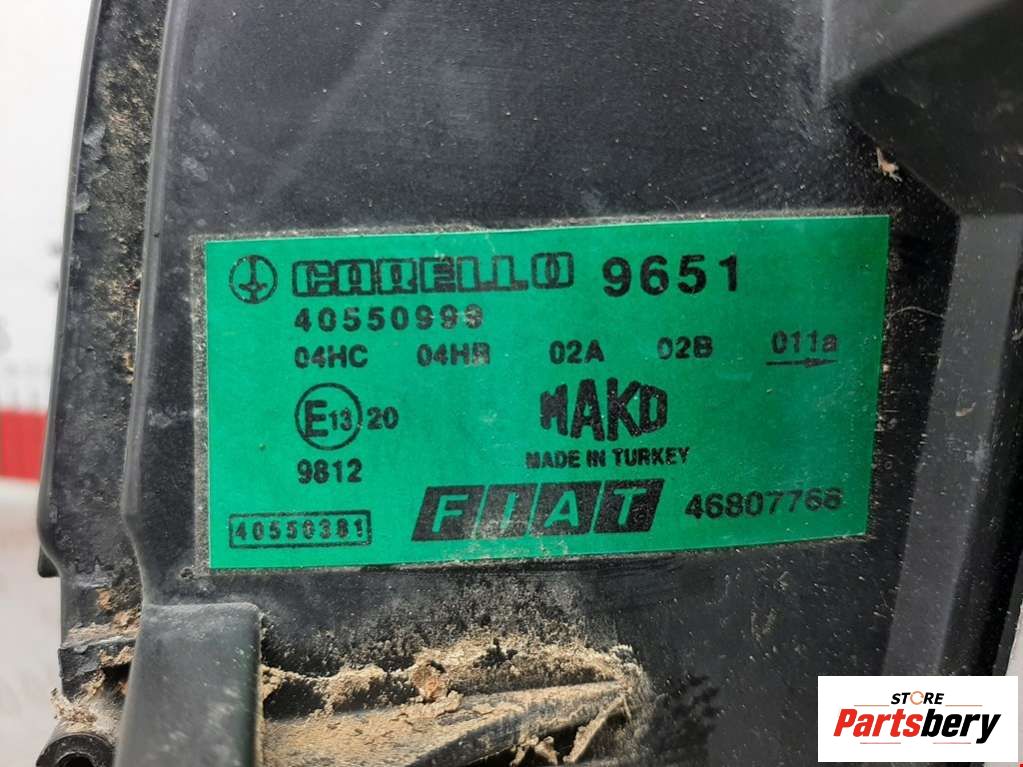 CARELLO 9651
40550999
04HC 04HR 02A 02B 011a
E13 20
MAKO
9812
MADE IN TURKEY
40550381
FIAT 46807766
STORE
Partsbery